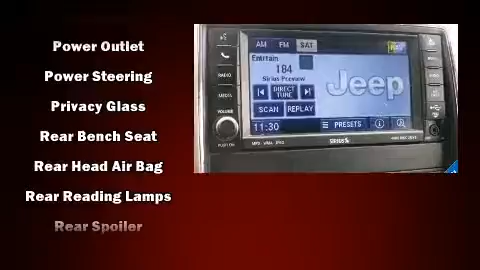 Power Outlet
Power Steering
Privacy Glass
Rear Bench Seat
Rear Head Air Bag
Rear Reading Lamps
Rear Spoiler
AM FM SAT
Entertain
184
Sirius Preview
DIRECT TUNE
SCAN REPLAY
Jeep
11:30 PRESETS
RADIO
MEDIA
VOLUME
SIRIUS